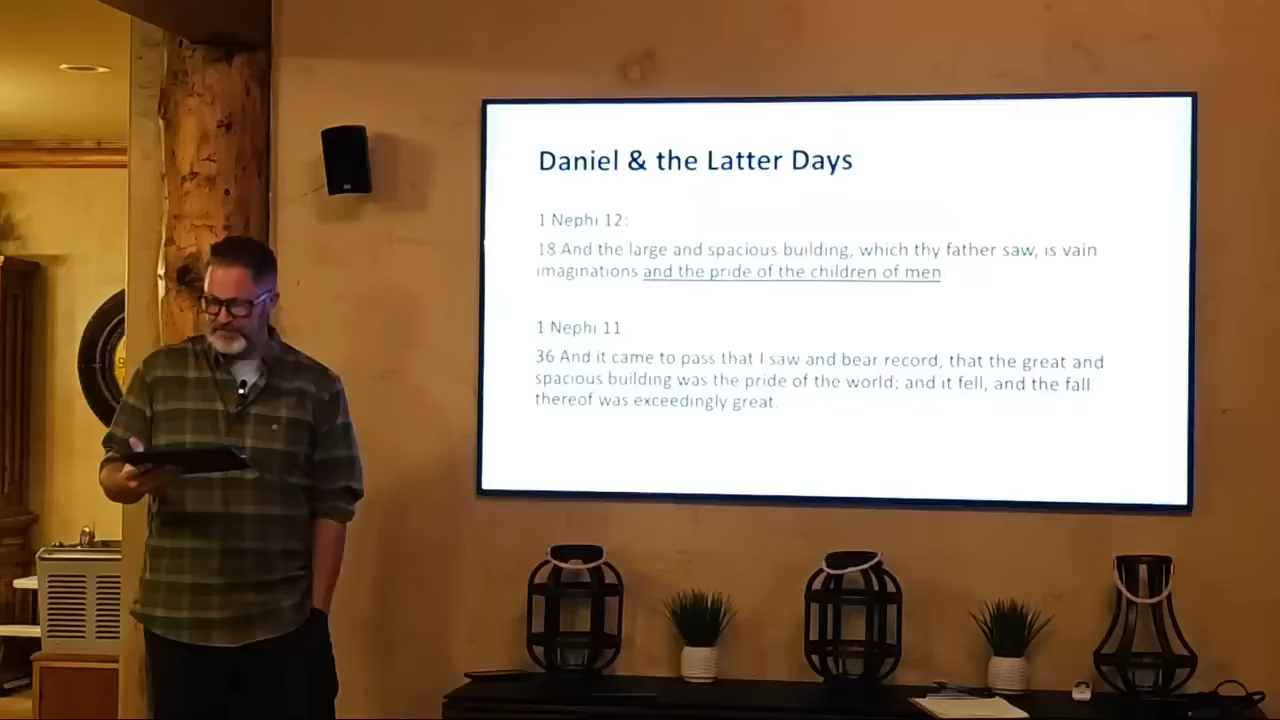 Daniel & the Latter Days
1 Nephi 12:
18 And the large and spacious building, which thy father saw, is vain
imaginations and the pride of the children of men.
1 Nephi 11
36 And it came to pass that I saw and bear record, that the great and
spacious building was the pride of the world; and it fell, and the fall
thereof was exceedingly great.